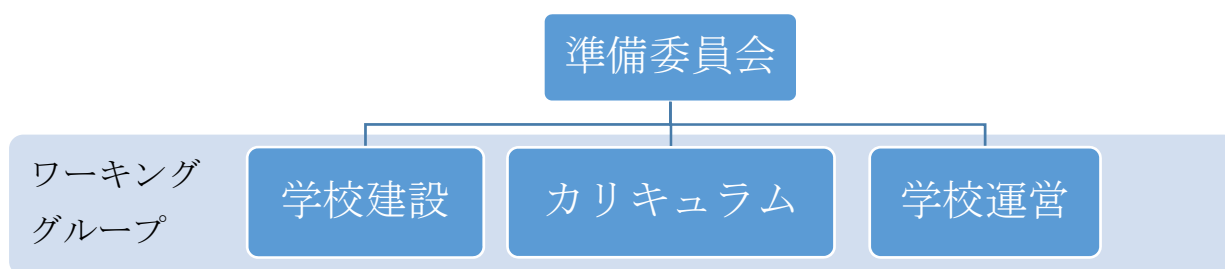 準備委員会
ワーキング
グループ
学校建設
カリキュラム
学校運営